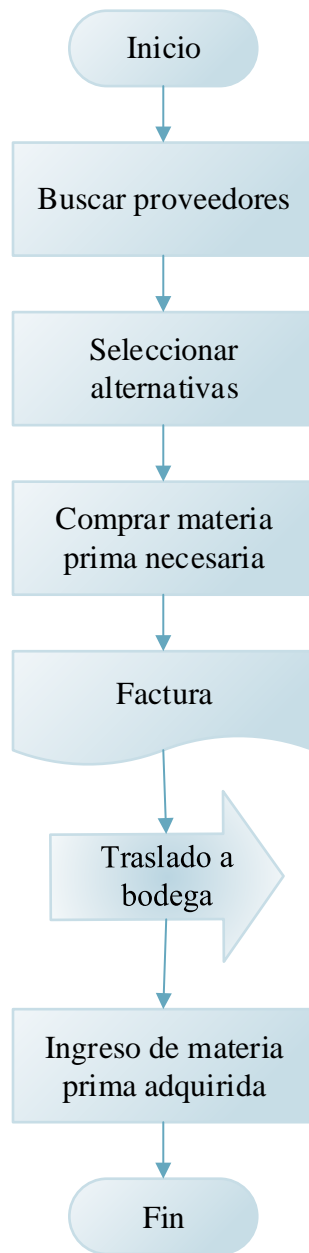 Inicio
Buscar proveedores
Seleccionar
alternativas
Comprar materia
prima necesaria
Factura
Traslado a
bodega
Ingreso de materia
prima adquirida
Fin